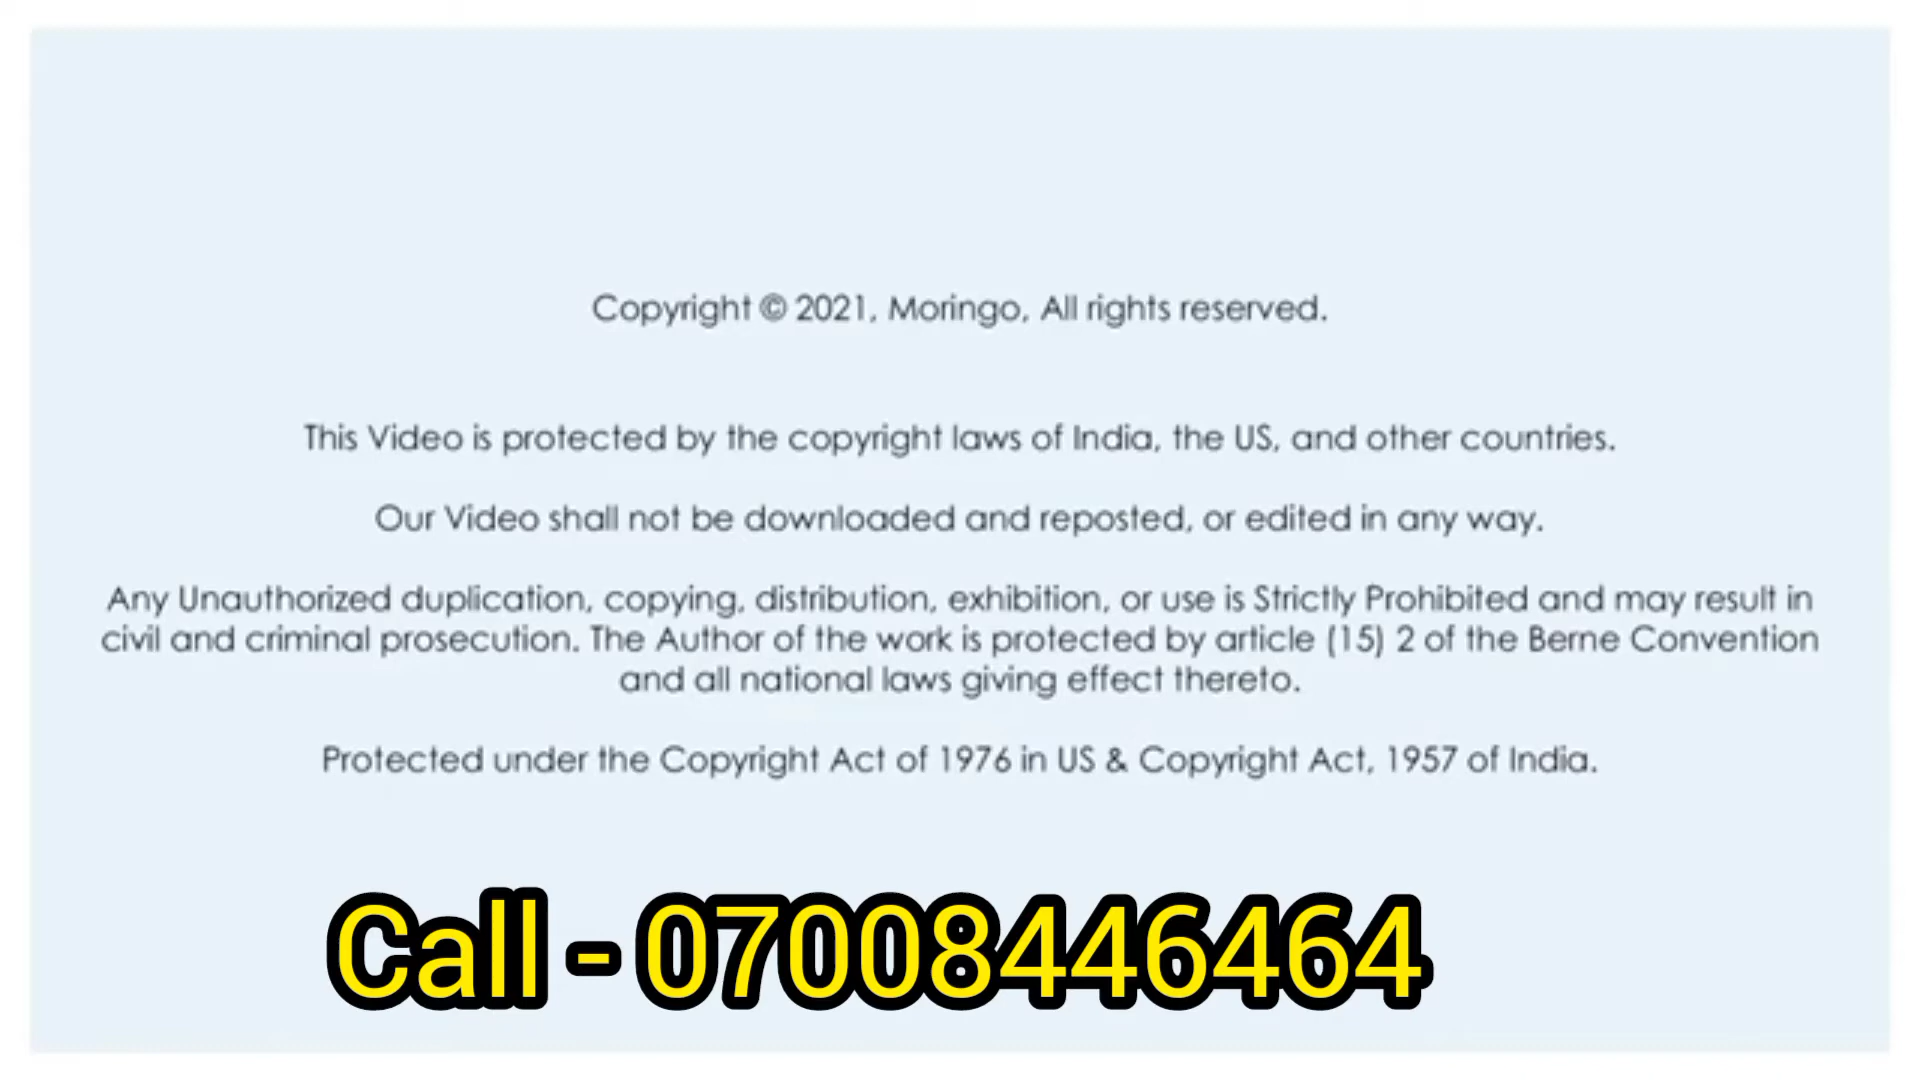 Copyright © 2021, Moringo, All rights reserved.
This Video is protected by the copyright laws of India, the US, and other countries.
Our Video shall not be downloaded and reposted, or edited in any way.
Any Unauthorized duplication, copying, distribution, exhibition, or use is Strictly Prohibited and may result in
civil and criminal prosecution. The Author of the work is protected by article (15) 2 of the Berne Convention
and all national laws giving effect thereto.
Protected under the Copyright Act of 1976 in US & Copyright Act, 1957 of India.
Call - 07008446464